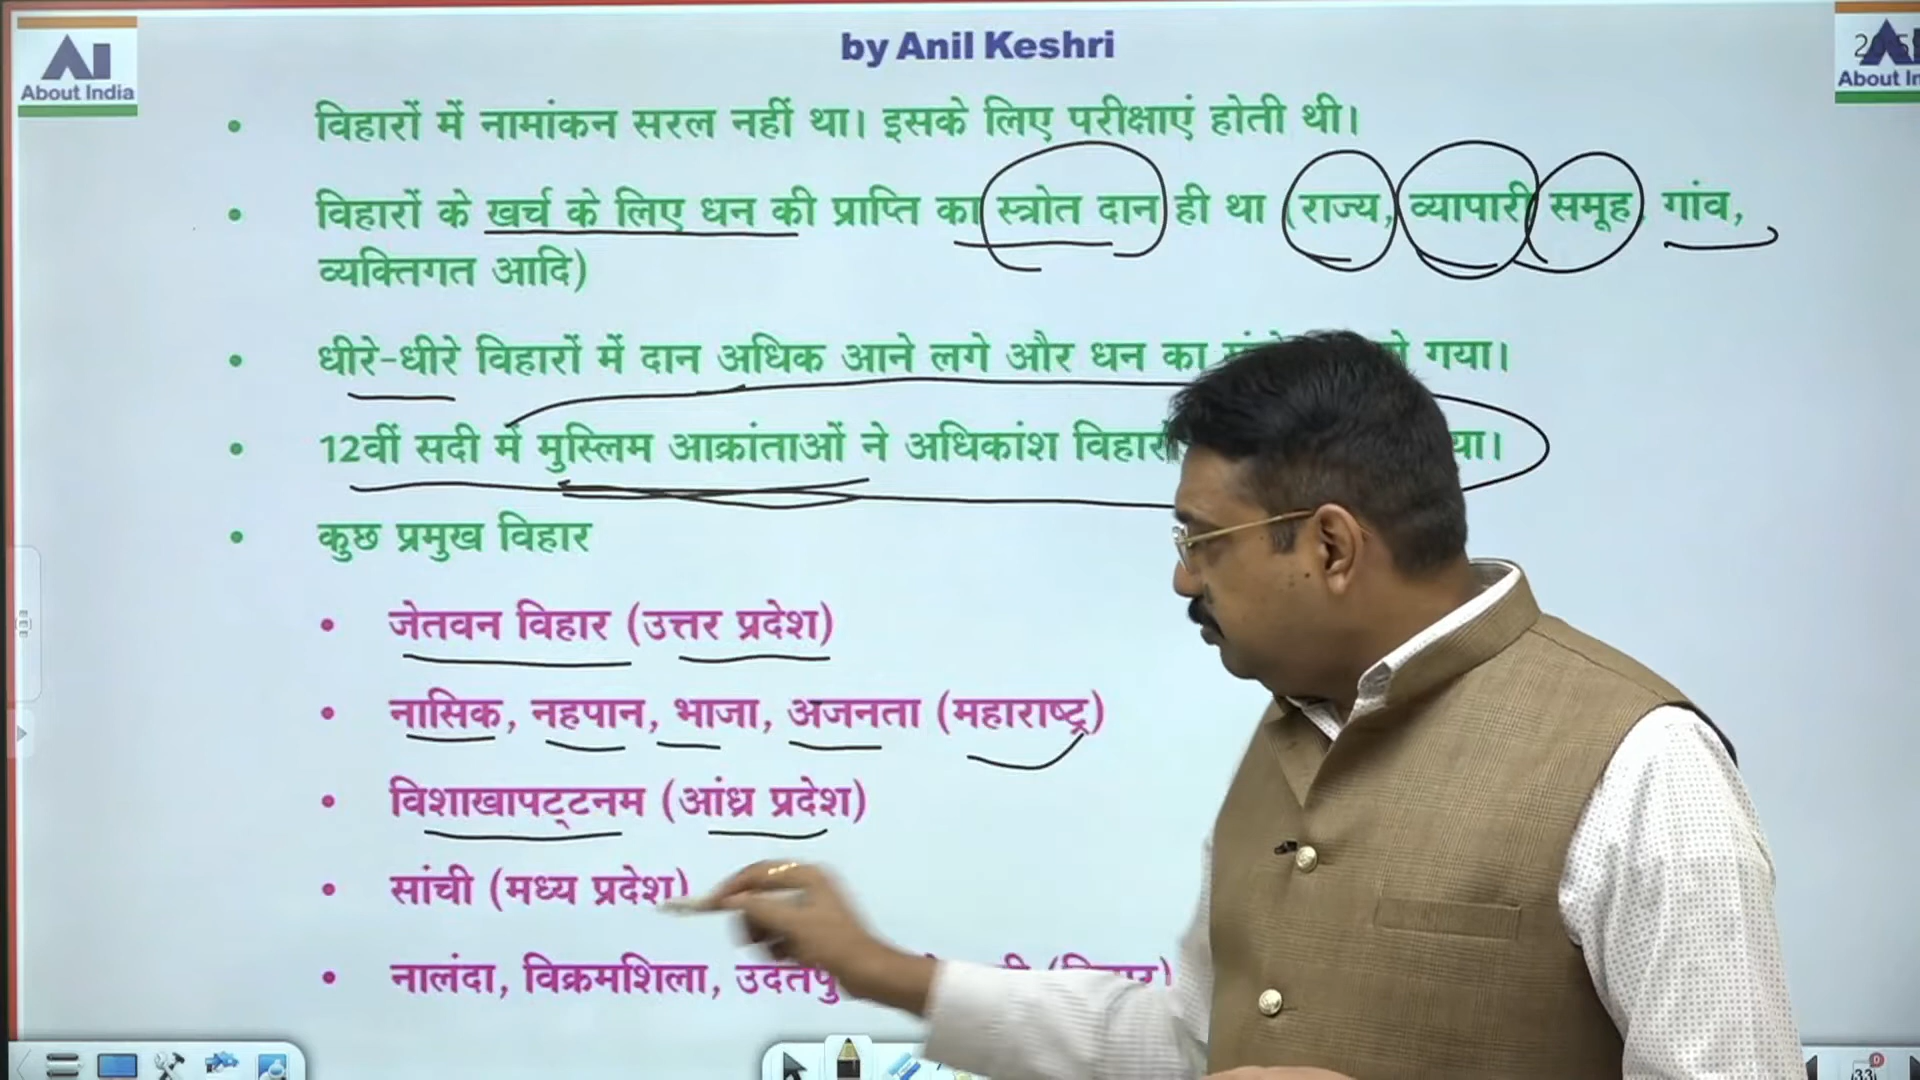 by Anil Keshri
AI
About India
About In
विहारों में नामांकन सरल नहीं था। इसके लिए परीक्षाएं होती थी।
विहारों के खर्च के लिए धन की प्राप्ति का स्त्रोत दान ही था (राज्य, व्यापारी समूह, गांव,
व्यक्तिगत आदि)
धीरे-धीरे विहारों में दान अधिक आने लगे और धन का गया।
12वीं सदी में मुस्लिम आक्रांताओं ने अधिकांश
कुछ प्रमुख विहार
जेतवन विहार (उत्तर प्रदेश)
नासिक, नहपान, भाजा, अजनता (महाराष्ट्र)
विशाखापट्टनम (आंध्र प्रदेश)
सांची (मध्य प्रदेश)
नालंदा, विक्रमशिला,
33